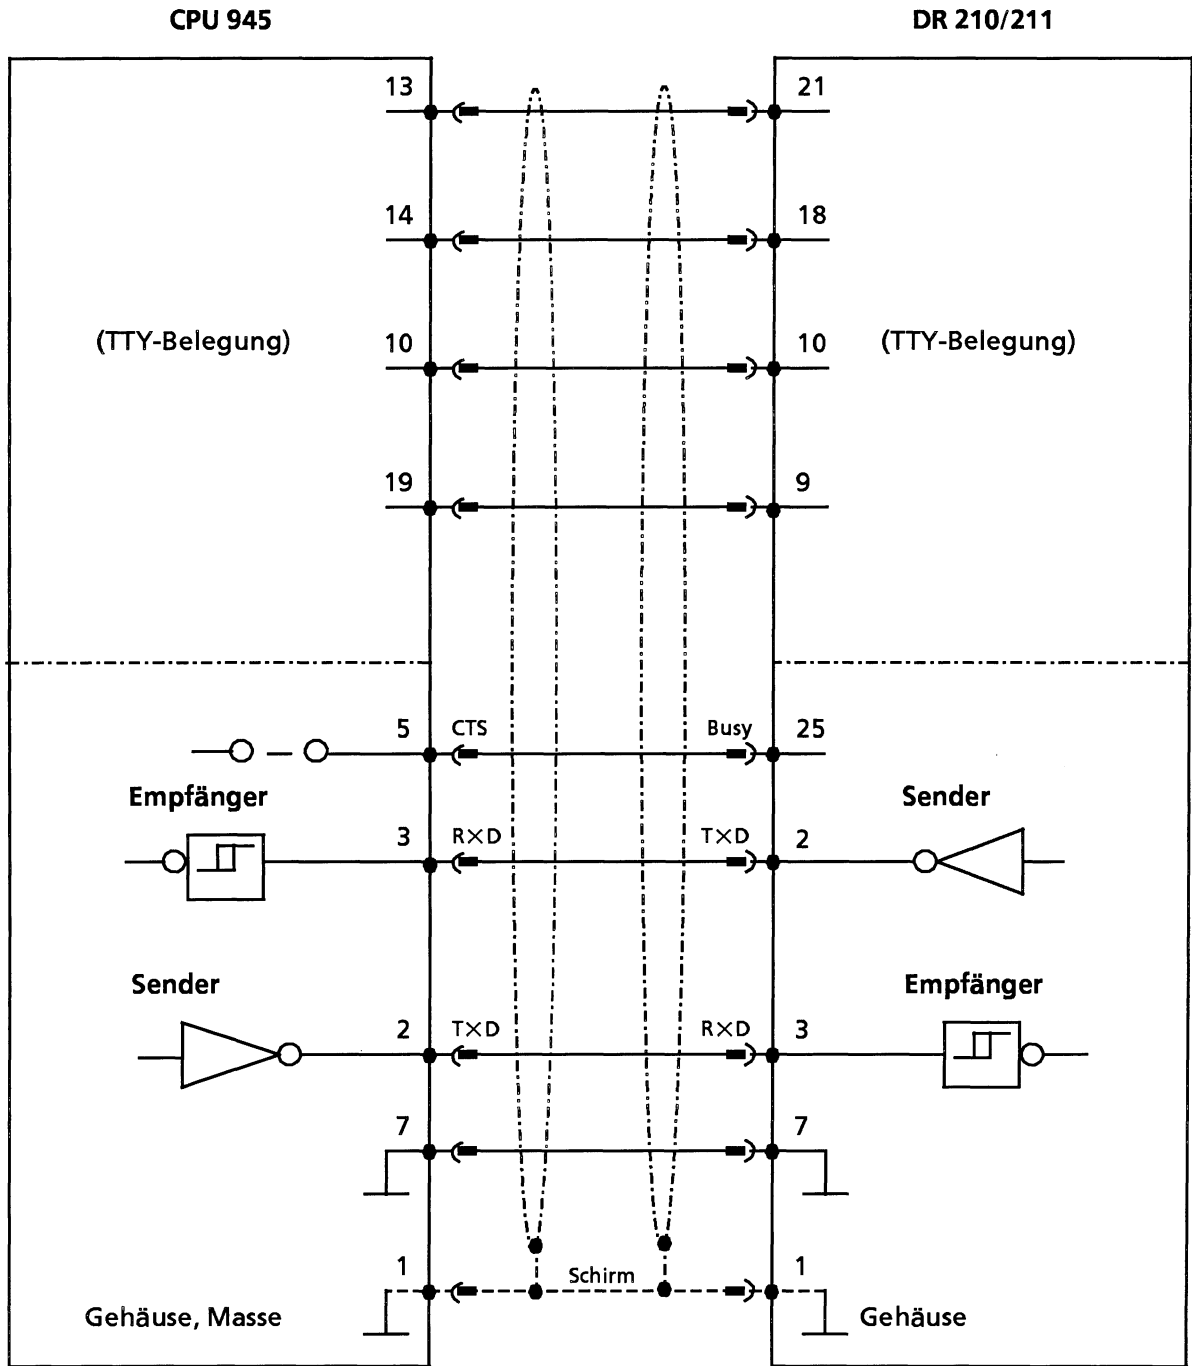 CPU 945 DR 210/211
13 21
14 18
(TTY-Belegung) 10 10 (TTY-Belegung)
19 9
5 CTS Busy 25
Empfänger Sender
3 R×D T×D 2
Sender Empfänger
2 T×D R×D 3
7 7
1 Schirm 1
Gehäuse, Masse Gehäuse